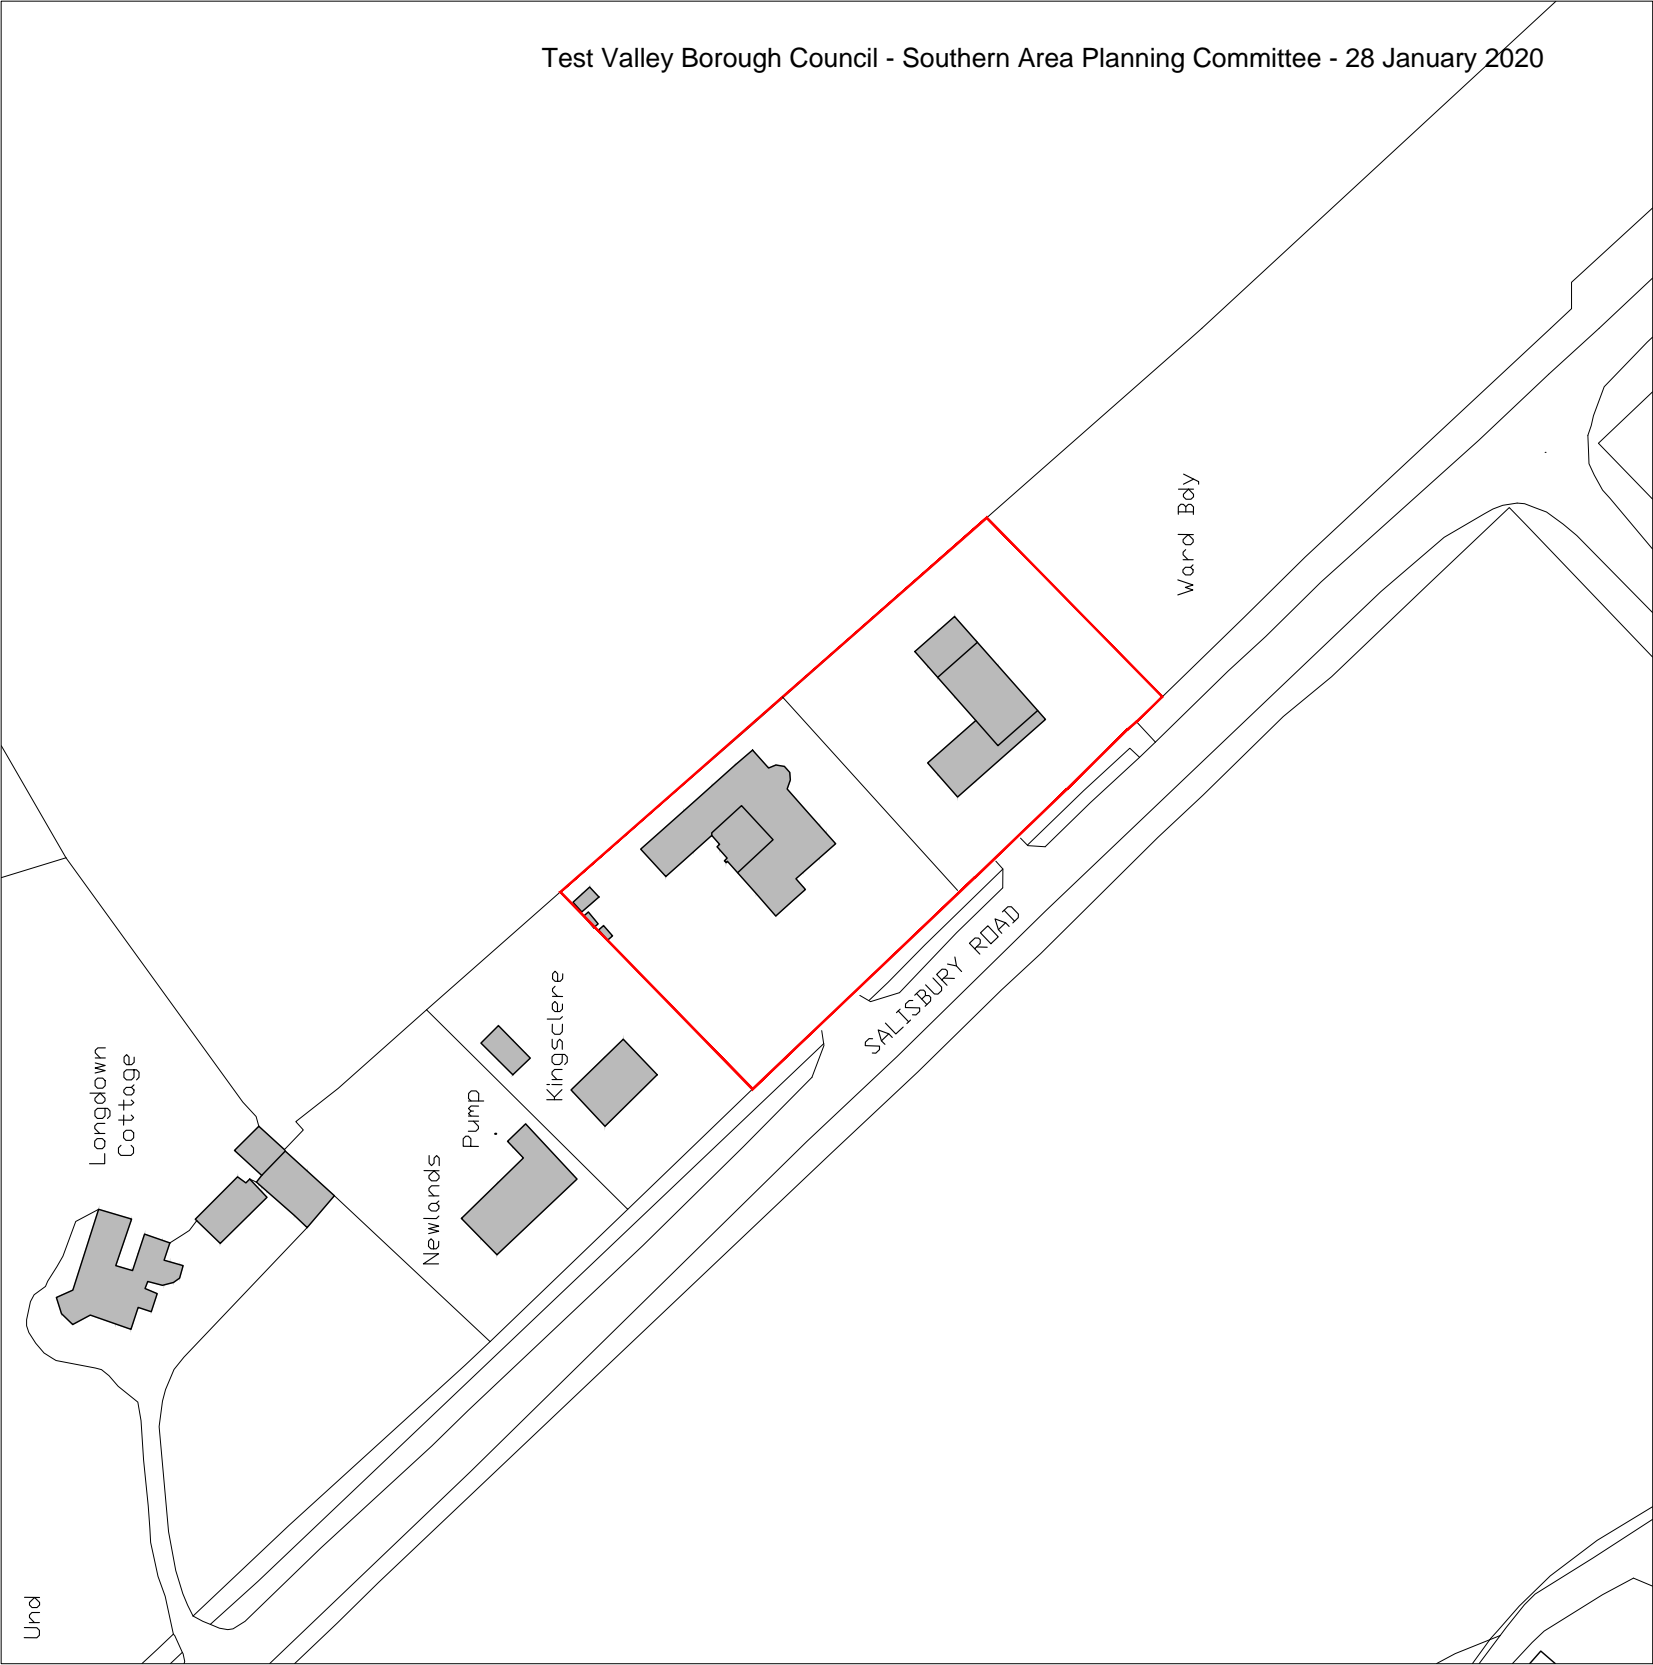 Test Valley Borough Council - Southern Area Planning Committee - 28 January 2020
Ward Bdy
SALISBURY ROAD
Kingsclere
Pump
Newlands
Longdown
Cottage
Und